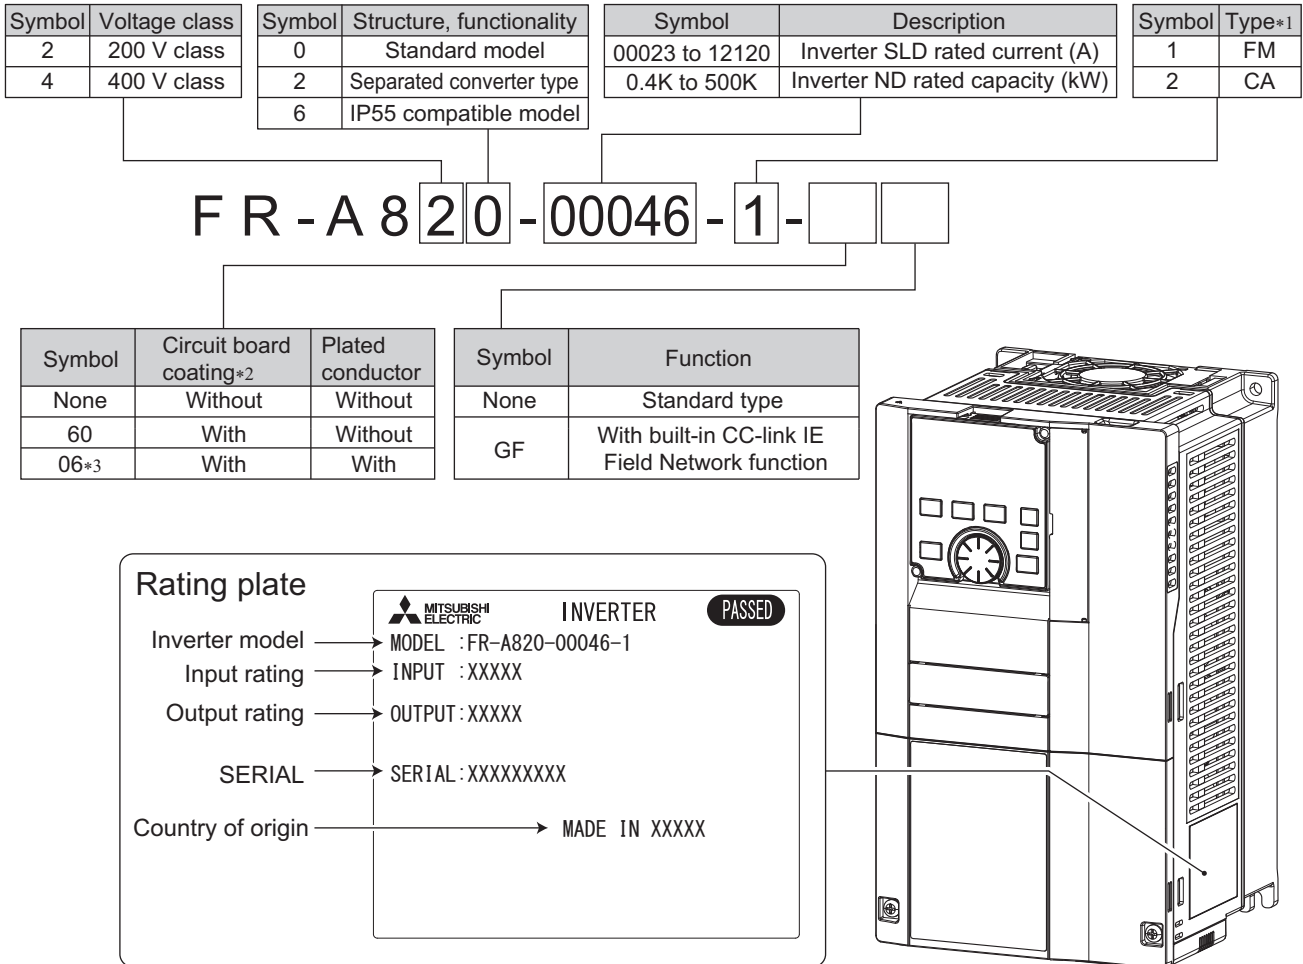 Symbol Voltage class
2 200 V class
4 400 V class
Symbol Structure, functionality
0 Standard model
2 Separated converter type
6 IP55 compatible model
Symbol Description
00023 to 12120 Inverter SLD rated current (A)
0.4K to 500K Inverter ND rated capacity (kW)
Symbol Type*1
1 FM
2 CA
FR-A820-00046-1-
Symbol Circuit board coating*2 Plated conductor
None Without Without
60 With Without
06*3 With With
Symbol Function
None Standard type
GF With built-in CC-link IE
Field Network function
Rating plate
MITSUBISHI
ELECTRIC
INVERTER PASSED
Inverter model MODEL :FR-A820-00046-1
Input rating INPUT :XXXXX
Output rating OUTPUT:XXXXX
SERIAL SERIAL:XXXXXXXXX
Country of origin MADE IN XXXXX